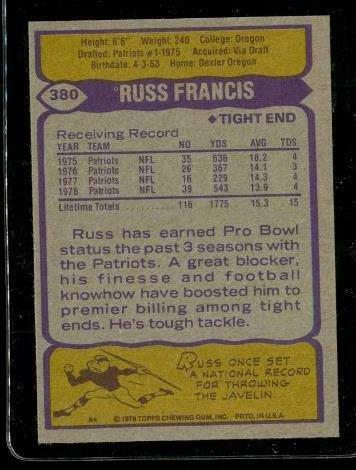 Height: 6'6" Weight: 240 College: Oregon
Drafted: Patriots #1-1975 Acquired: Via Draft
Birthdate: 4-3-53 Home: Dexter Oregon
380
RUSS FRANCIS
◆TIGHT END
Receiving Record
YEAR TEAM NO YDS AVG TDS
1975 Patriots NFL 35 636 18.2 4
1976 Patriots NFL 26 367 14.1 3
1977 Patriots NFL 16 229 14.3 4
1978 Patriots NFL 39 543 13.9 4
Lifetime Totals 116 1775 15.3 15
Russ has earned Pro Bowl
status the past 3 seasons with
the Patriots. A great blocker,
his finesse and football
knowhow have boosted him to
premier billing among tight
ends. He's tough tackle.
RUSS ONCE SET
A NATIONAL RECORD
FOR THROWING
THE JAVELIN.
© 1979 TOPPS CHEWING GUM, INC. PRTD. IN U.S.A.